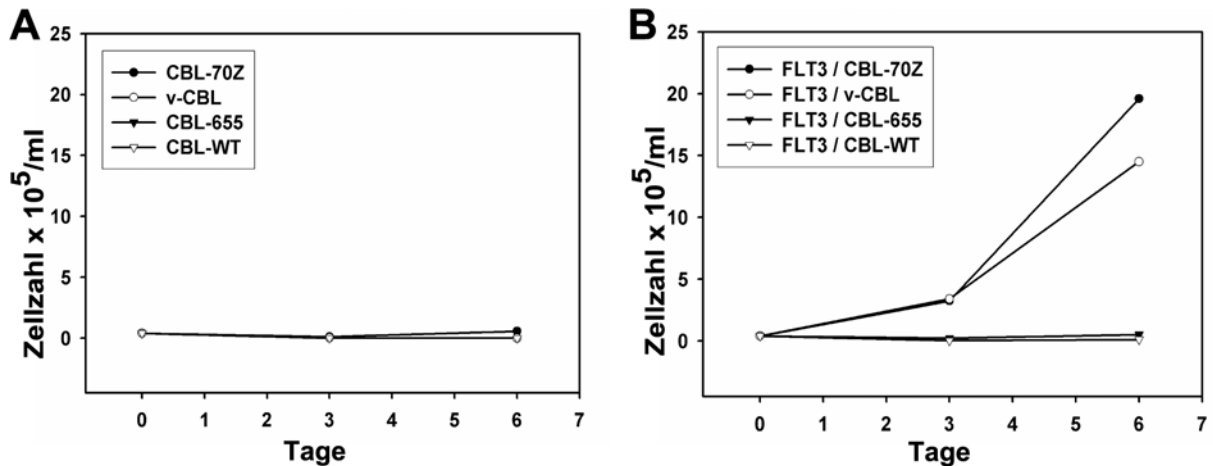 A
Zellzahl x 10⁵/ml
25
20
15
10
5
0
CBL-70Z
v-CBL
CBL-655
CBL-WT
0 1 2 3 4 5 6 7
Tage
B
Zellzahl x 10⁵/ml
25
20
15
10
5
0
FLT3 / CBL-70Z
FLT3 / v-CBL
FLT3 / CBL-655
FLT3 / CBL-WT
0 1 2 3 4 5 6 7
Tage